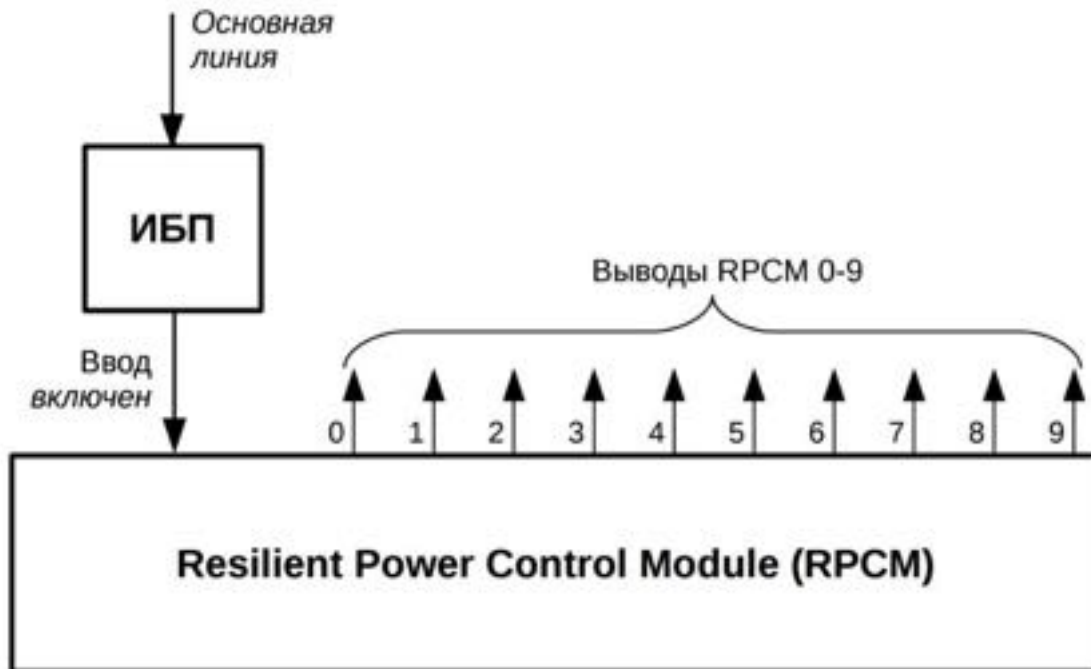 Основная
линия
ИБП
Выводы RPCM 0-9
Ввод
включен
0 1 2 3 4 5 6 7 8 9
Resilient Power Control Module (RPCM)